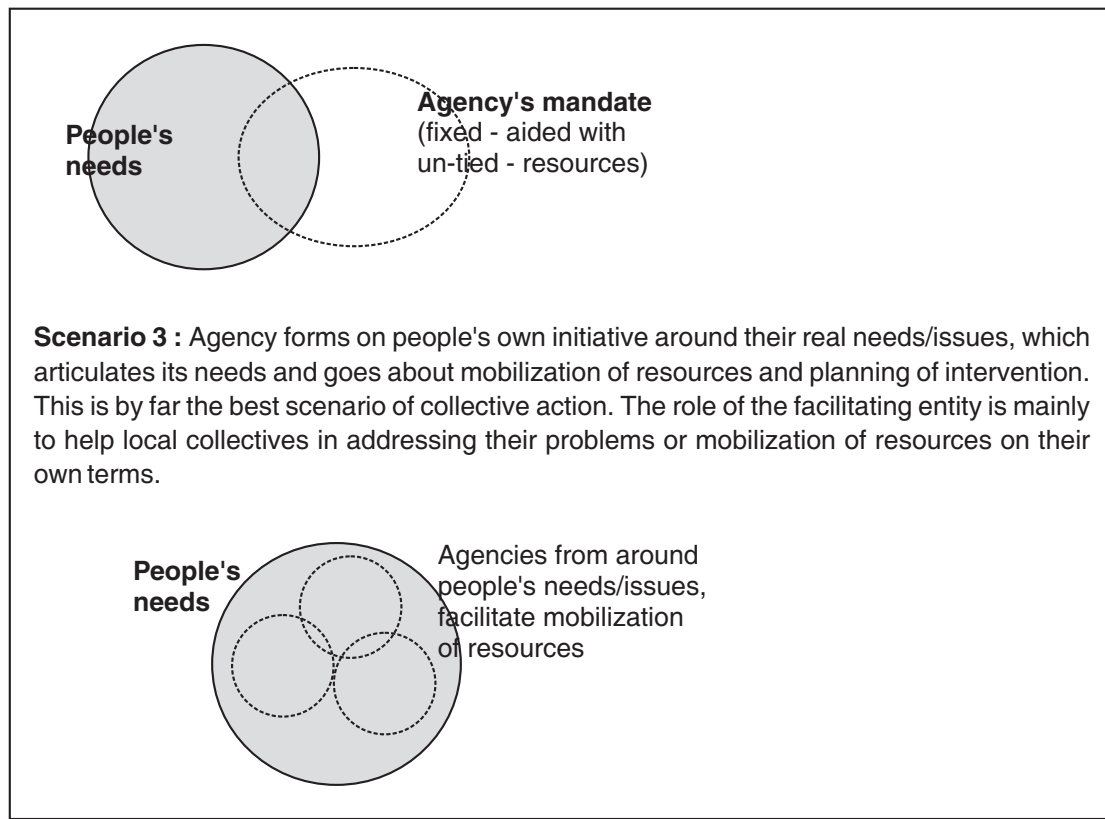 People's
needs
Agency's mandate
(fixed - aided with
un-tied - resources)
Scenario 3 : Agency forms on people's own initiative around their real needs/issues, which
articulates its needs and goes about mobilization of resources and planning of intervention.
This is by far the best scenario of collective action. The role of the facilitating entity is mainly
to help local collectives in addressing their problems or mobilization of resources on their
own terms.
People's
needs
Agencies from around
people's needs/issues,
facilitate mobilization
of resources